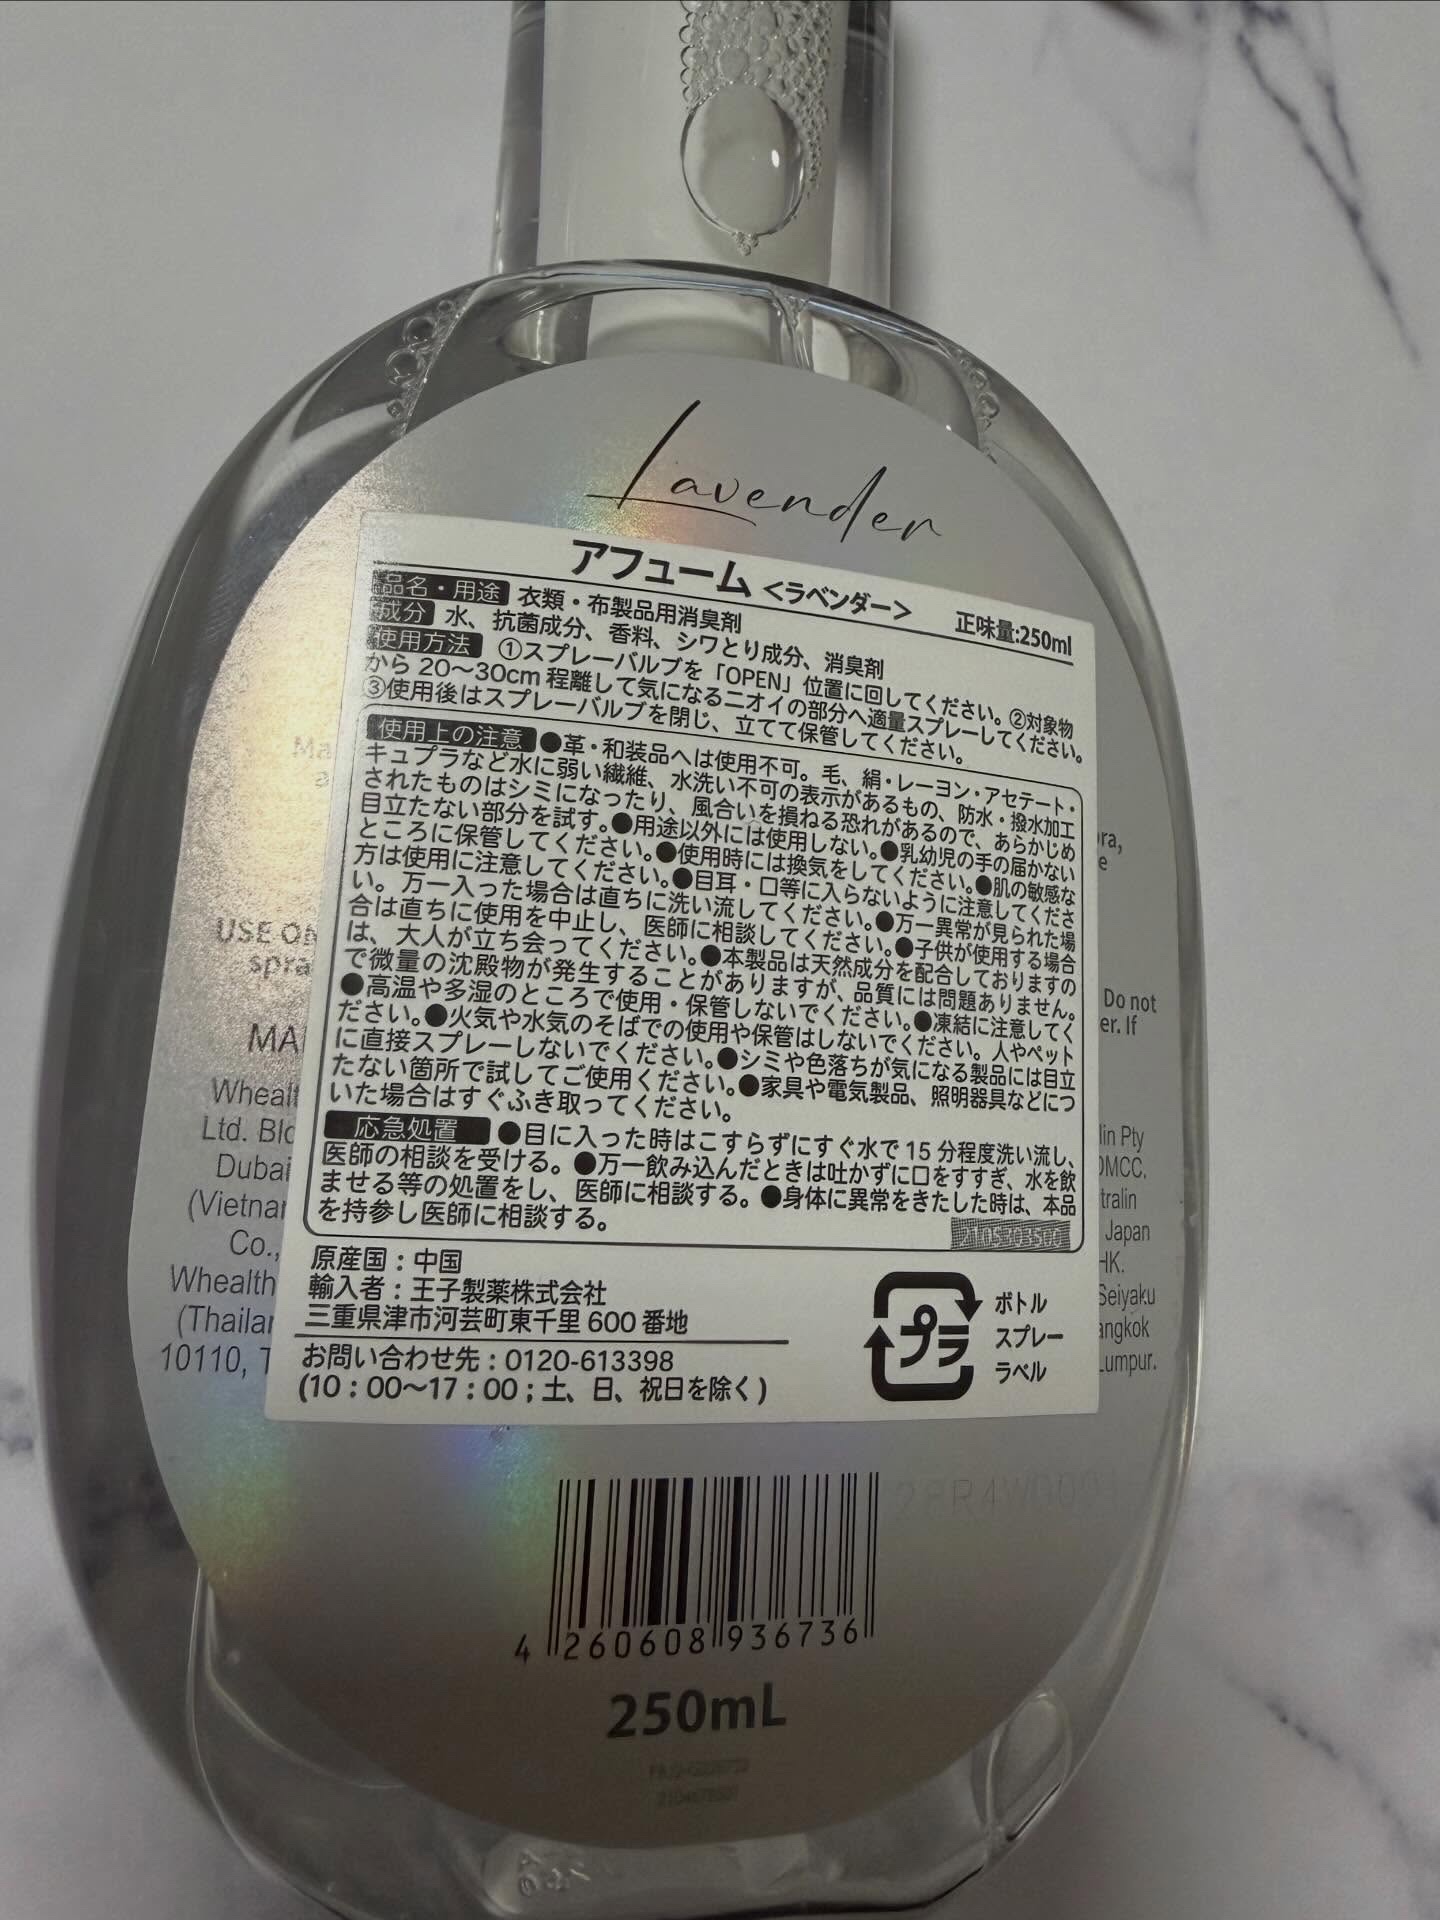 Lavender
アフューム <ラベンダー> 正味量:250ml
品名・用途 衣類・布製品用消臭剤
成分 水、抗菌成分、香料、シワとり成分、消臭剤
使用方法 ①スプレーバルブを「OPEN」位置に回してください。②対象物
から 20〜30cm 程離して気になるニオイの部分へ適量スプレーしてください。
③使用後はスプレーバルブを閉じ、立てて保管してください。
使用上の注意 ●革・和装品へは使用不可。毛、絹・レーヨン・アセテート・
キュプラなど水に弱い繊維、水洗い不可の表示があるもの、防水・撥水加工
されたものはシミになったり、風合いを損ねる恐れがあるので、あらかじめ
目立たない部分を試す。●用途以外には使用しない。●乳幼児の手の届かない
ところに保管してください。●使用時には換気をしてください。●肌の敏感な
方は使用に注意してください。●目耳・口等に入らないように注意してくださ
い。万一入った場合は直ちに洗い流してください。●万一異常が見られた場
合は直ちに使用を中止し、医師に相談してください。●子供が使用する場合
は、大人が立ち会ってください。●本製品は天然成分を配合しておりますの
で微量の沈殿物が発生することがありますが、品質には問題ありません。
●高温や多湿のところで使用・保管しないでください。●凍結に注意してく
ださい。●火気や水気のそばでの使用や保管はしないでください。人やペット
に直接スプレーしないでください。●シミや色落ちが気になる製品には目立
たない箇所で試してご使用ください。●家具や電気製品、照明器具などにつ
いた場合はすぐふき取ってください。
応急処置 ●目に入った時はこすらずにすぐ水で 15 分程度洗い流し、
医師の相談を受ける。●万一飲み込んだときは吐かずに口をすすぎ、水を飲
ませる等の処置をし、医師に相談する。●身体に異常をきたした時は、本品
を持参し医師に相談する。
原産国：中国
輸入者：王子製薬株式会社
三重県津市河芸町東千里 600 番地
お問い合わせ先：0120-613398
(10：00〜17：00；土、日、祝日を除く)
プラ
ボトル
スプレー
ラベル
USE ON
Do not
er. If
Ltd.
Dubai
Co.,
Japan
HK.
Seiyaku
10110,
4 260608 936736
250mL